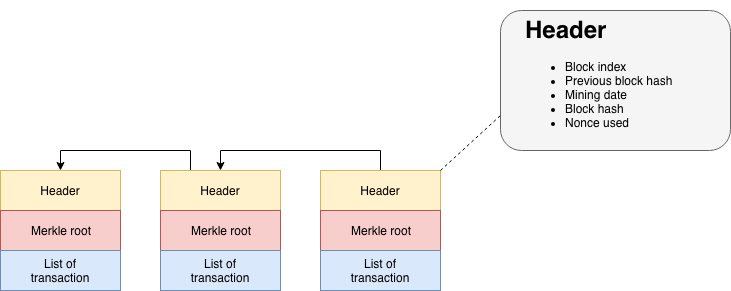 Header
Block index
Previous block hash
Mining date
Block hash
Nonce used
Header
Header
Header
Merkle root
Merkle root
Merkle root
List of
transaction
List of
transaction
List of
transaction